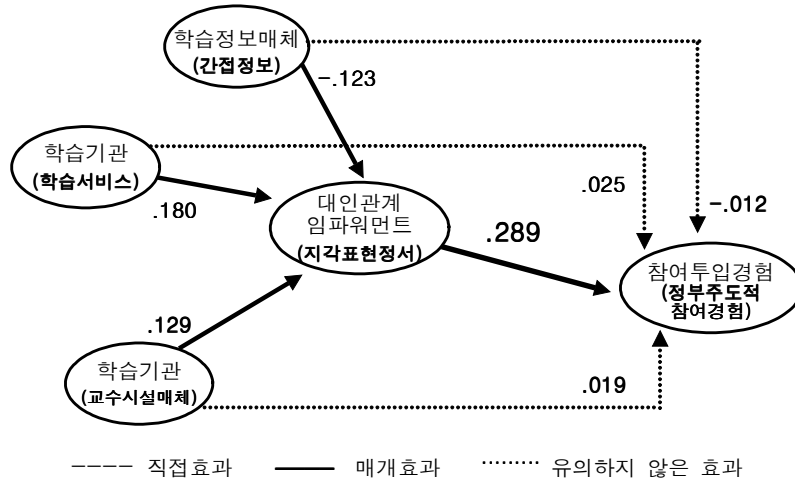 학습정보매체
(간접정보)
-.123
학습기관
(학습서비스)
.180
대인관계
임파워먼트
(지각표현정서)
.025
-.012
.289
참여투입경험
(정부주도적
참여경험)
.129
학습기관
(교수시설매체)
.019
직접효과 매개효과 유의하지 않은 효과